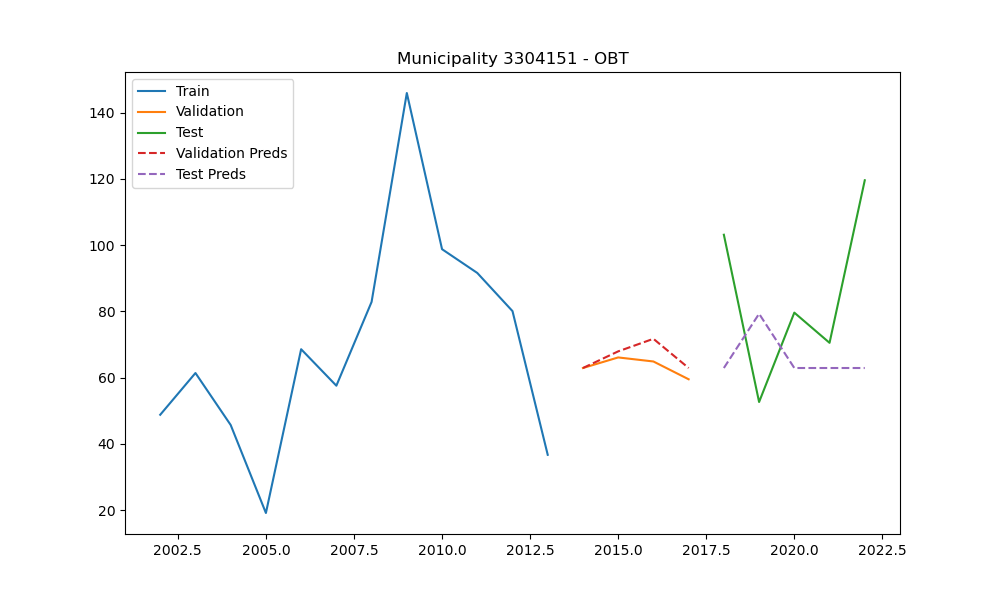 Municipality 3304151 - OBT
Train
Validation
Test
Validation Preds
Test Preds
140
120
100
80
60
40
20
2002.5 2005.0 2007.5 2010.0 2012.5 2015.0 2017.5 2020.0 2022.5